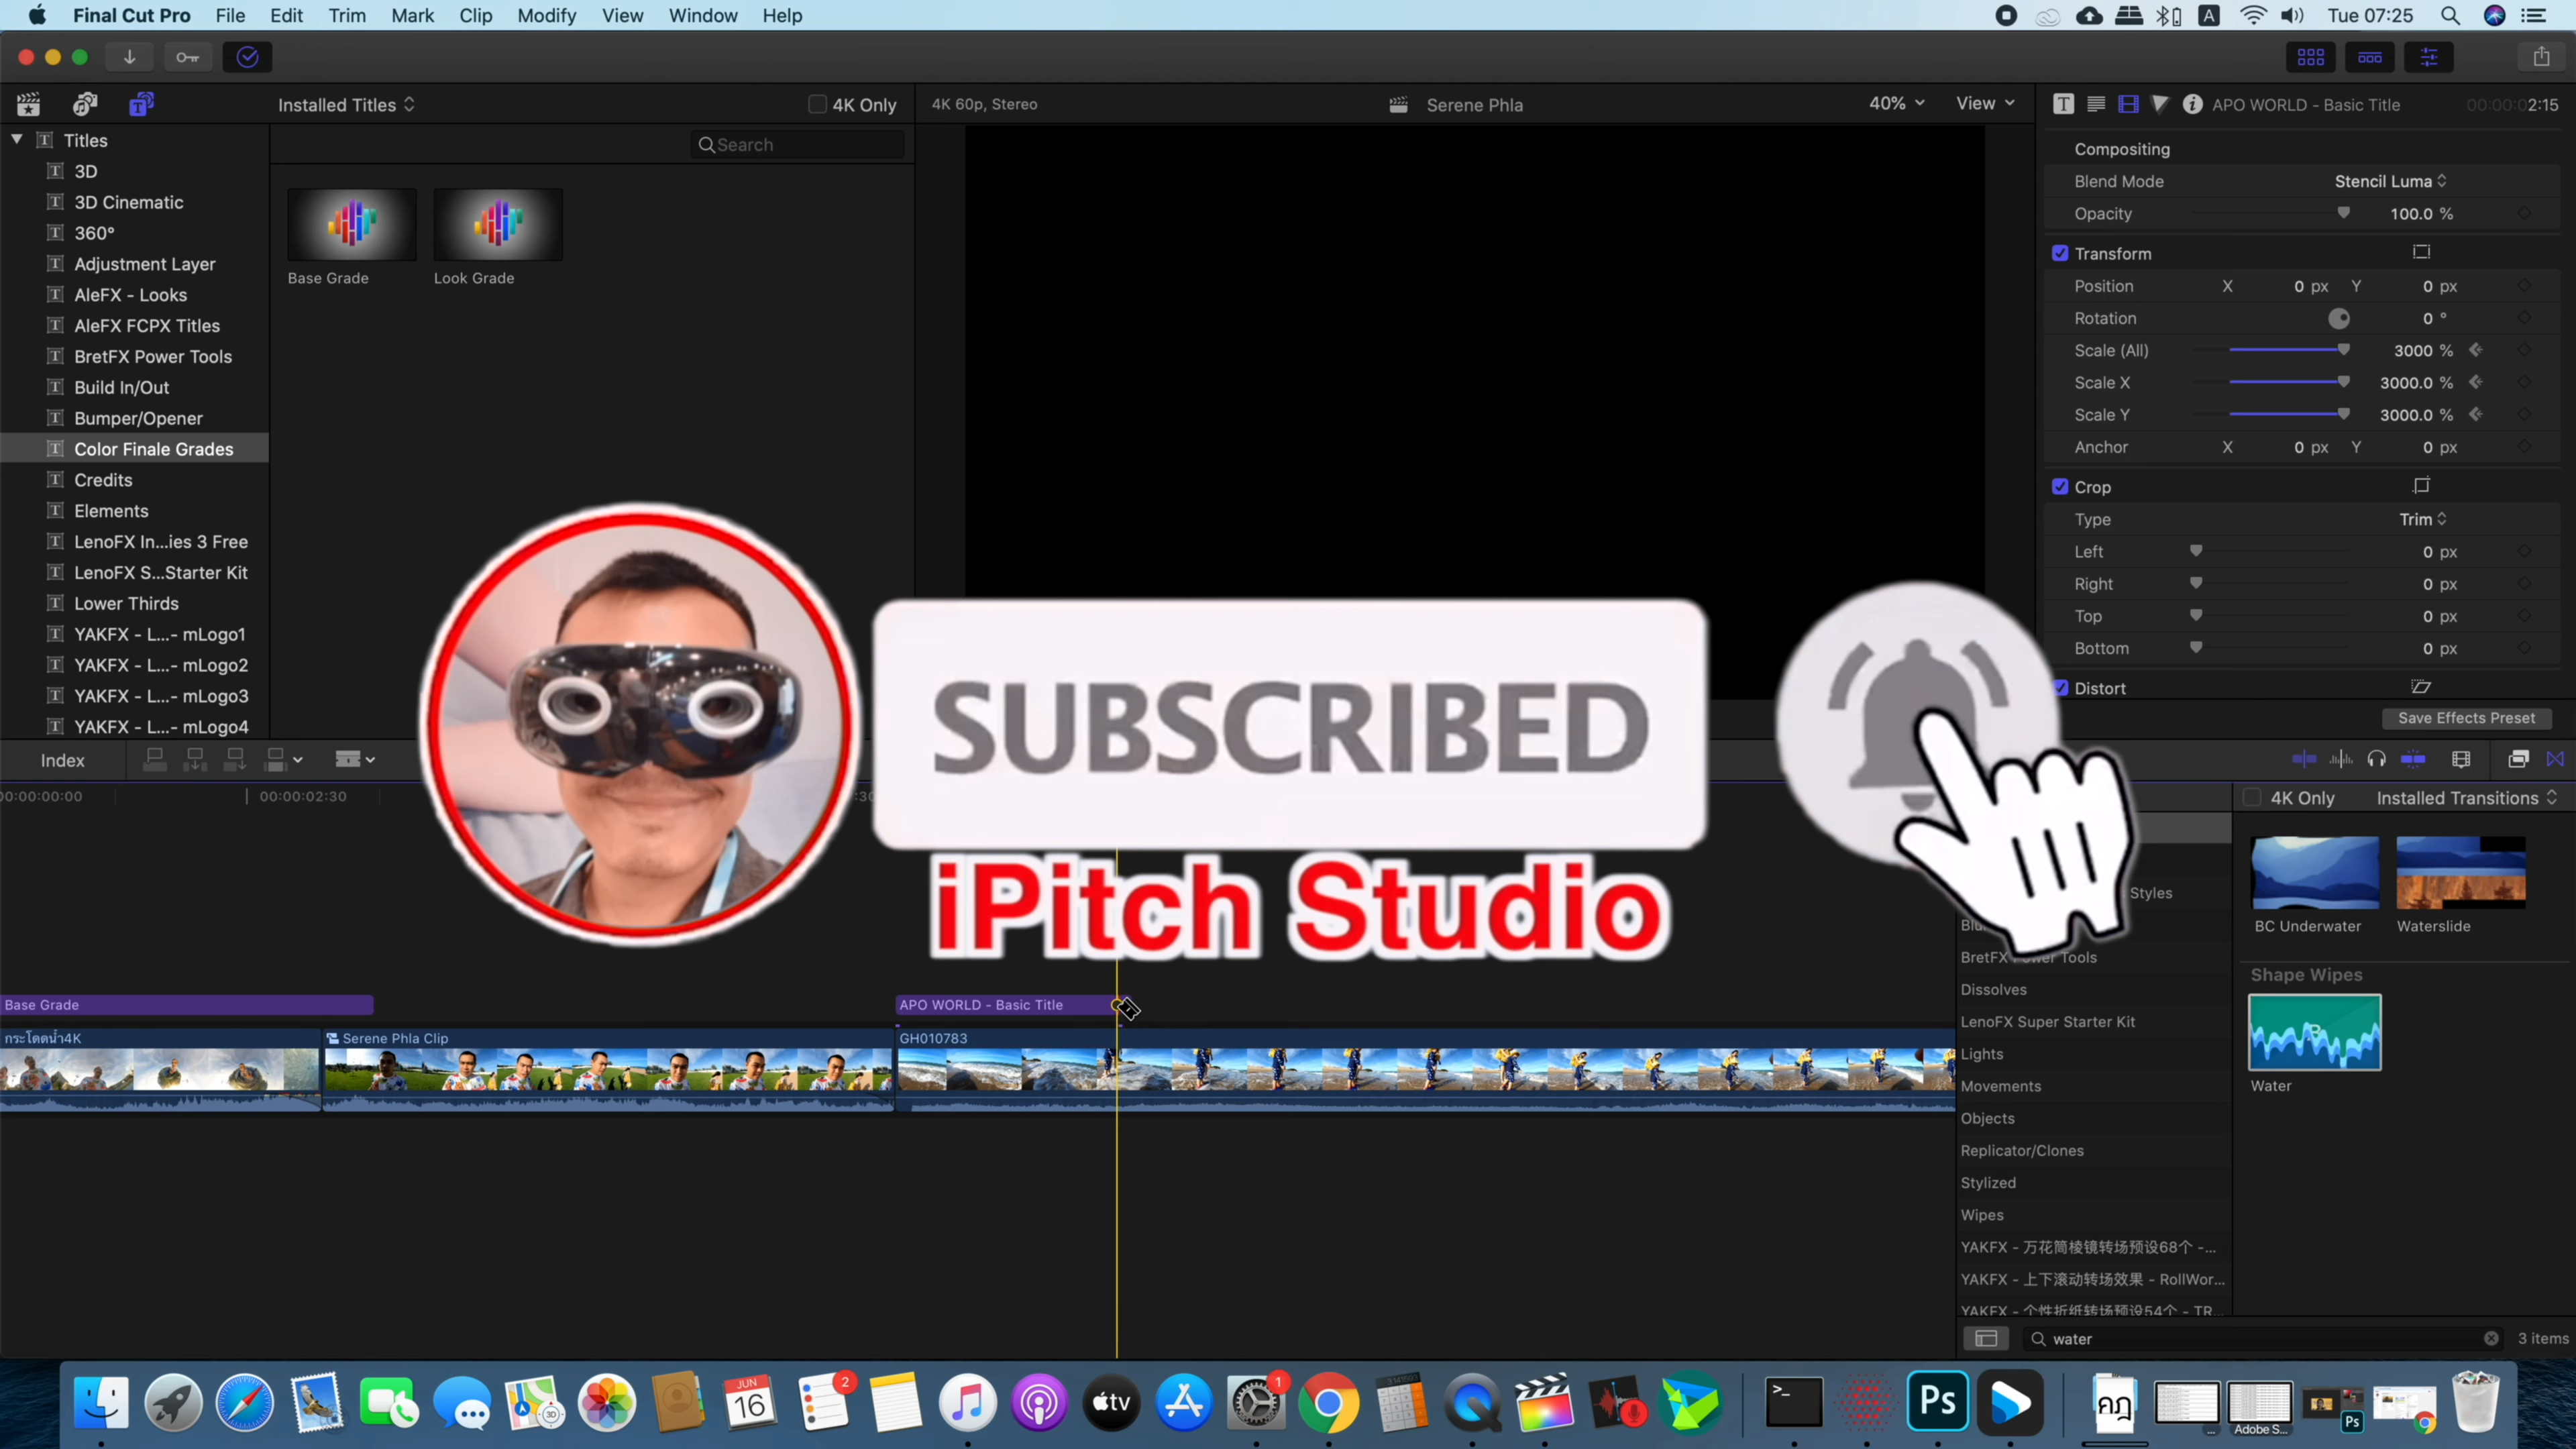 Final Cut Pro File Edit Trim Mark Clip Modify View Window Help A Tue 07:25
Installed Titles 4K Only 4K 60p, Stereo Serene Phla 40% View APO WORLD - Basic Title 00:00:02:15
Search
Titles
3D
3D Cinematic
360°
Adjustment Layer
AleFX - Looks
AleFX FCPX Titles
BretFX Power Tools
Build In/Out
Bumper/Opener
Color Finale Grades
Credits
Elements
LenoFX In...ies 3 Free
LenoFX S...Starter Kit
Lower Thirds
YAKFX - L...- mLogo1
YAKFX - L...- mLogo2
YAKFX - L...- mLogo3
YAKFX - L...- mLogo4
Base Grade Look Grade
Compositing
Blend Mode Stencil Luma
Opacity 100.0 %
Transform
Position X 0 px Y 0 px
Rotation 0 °
Scale (All) 3000 %
Scale X 3000.0 %
Scale Y 3000.0 %
Anchor X 0 px Y 0 px
Crop
Type Trim
Left 0 px
Right 0 px
Top 0 px
Bottom 0 px
Distort
Save Effects Preset
SUBSCRIBED
iPitch Studio
Index
00:00:00:00 00:00:02:30 :30
Base Grade APO WORLD - Basic Title
กระโดดน้ำ4K Serene Phla Clip GH010783
4K Only Installed Transitions
Styles
BretFX Power Tools
Dissolves
LenoFX Super Starter Kit
Lights
Movements
Objects
Replicator/Clones
Stylized
Wipes
YAKFX - 万花筒棱镜转场预设68个 -...
YAKFX - 上下滚动转场效果 - RollWor...
YAKFX - 个性折纸转场预设54个 - TR...
BC Underwater Waterslide
Shape Wipes
Water
water 3 items
JUN
16
2
tv
1
Ps
คฎ
Adobe S...
Ps